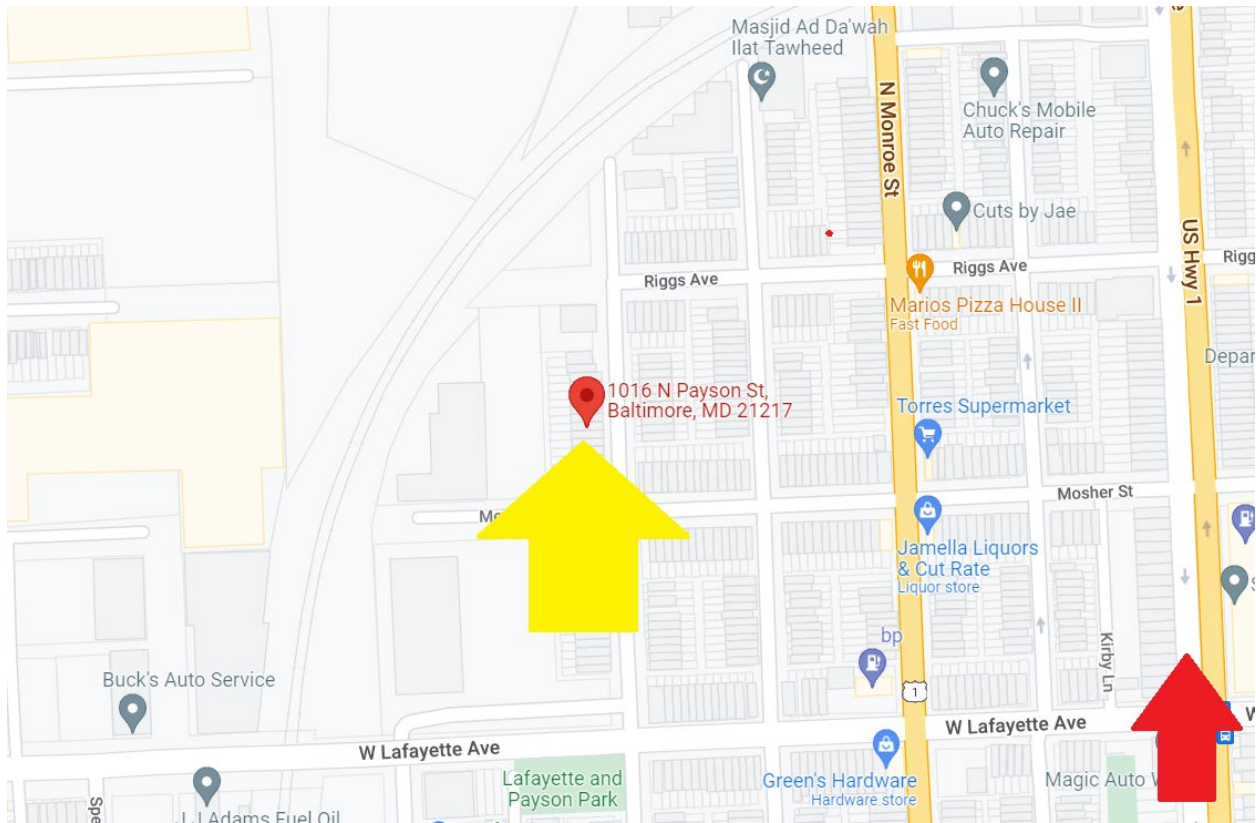 Masjid Ad Da'wah
Ilat Tawheed
N Monroe St
Chuck's Mobile
Auto Repair
Cuts by Jae
US Hwy 1
Riggs Ave
Riggs Ave
Marios Pizza House II
Fast Food
1016 N Payson St,
Baltimore, MD 21217
Torres Supermarket
Mosher St
Jamella Liquors
& Cut Rate
Liquor store
bp
Kirby Ln
Buck's Auto Service
1
W Lafayette Ave
W Lafayette Ave
Lafayette and
Payson Park
Green's Hardware
Hardware store
Magic Auto
J J Adams Fuel Oil